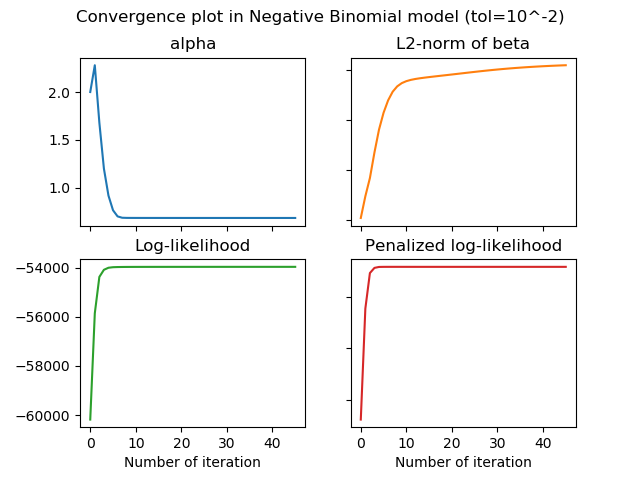 Convergence plot in Negative Binomial model (tol=10^-2)
alpha
L2-norm of beta
2.0
1.5
1.0
Log-likelihood
Penalized log-likelihood
−54000
−56000
−58000
−60000
0 10 20 30 40
0 10 20 30 40
Number of iteration
Number of iteration